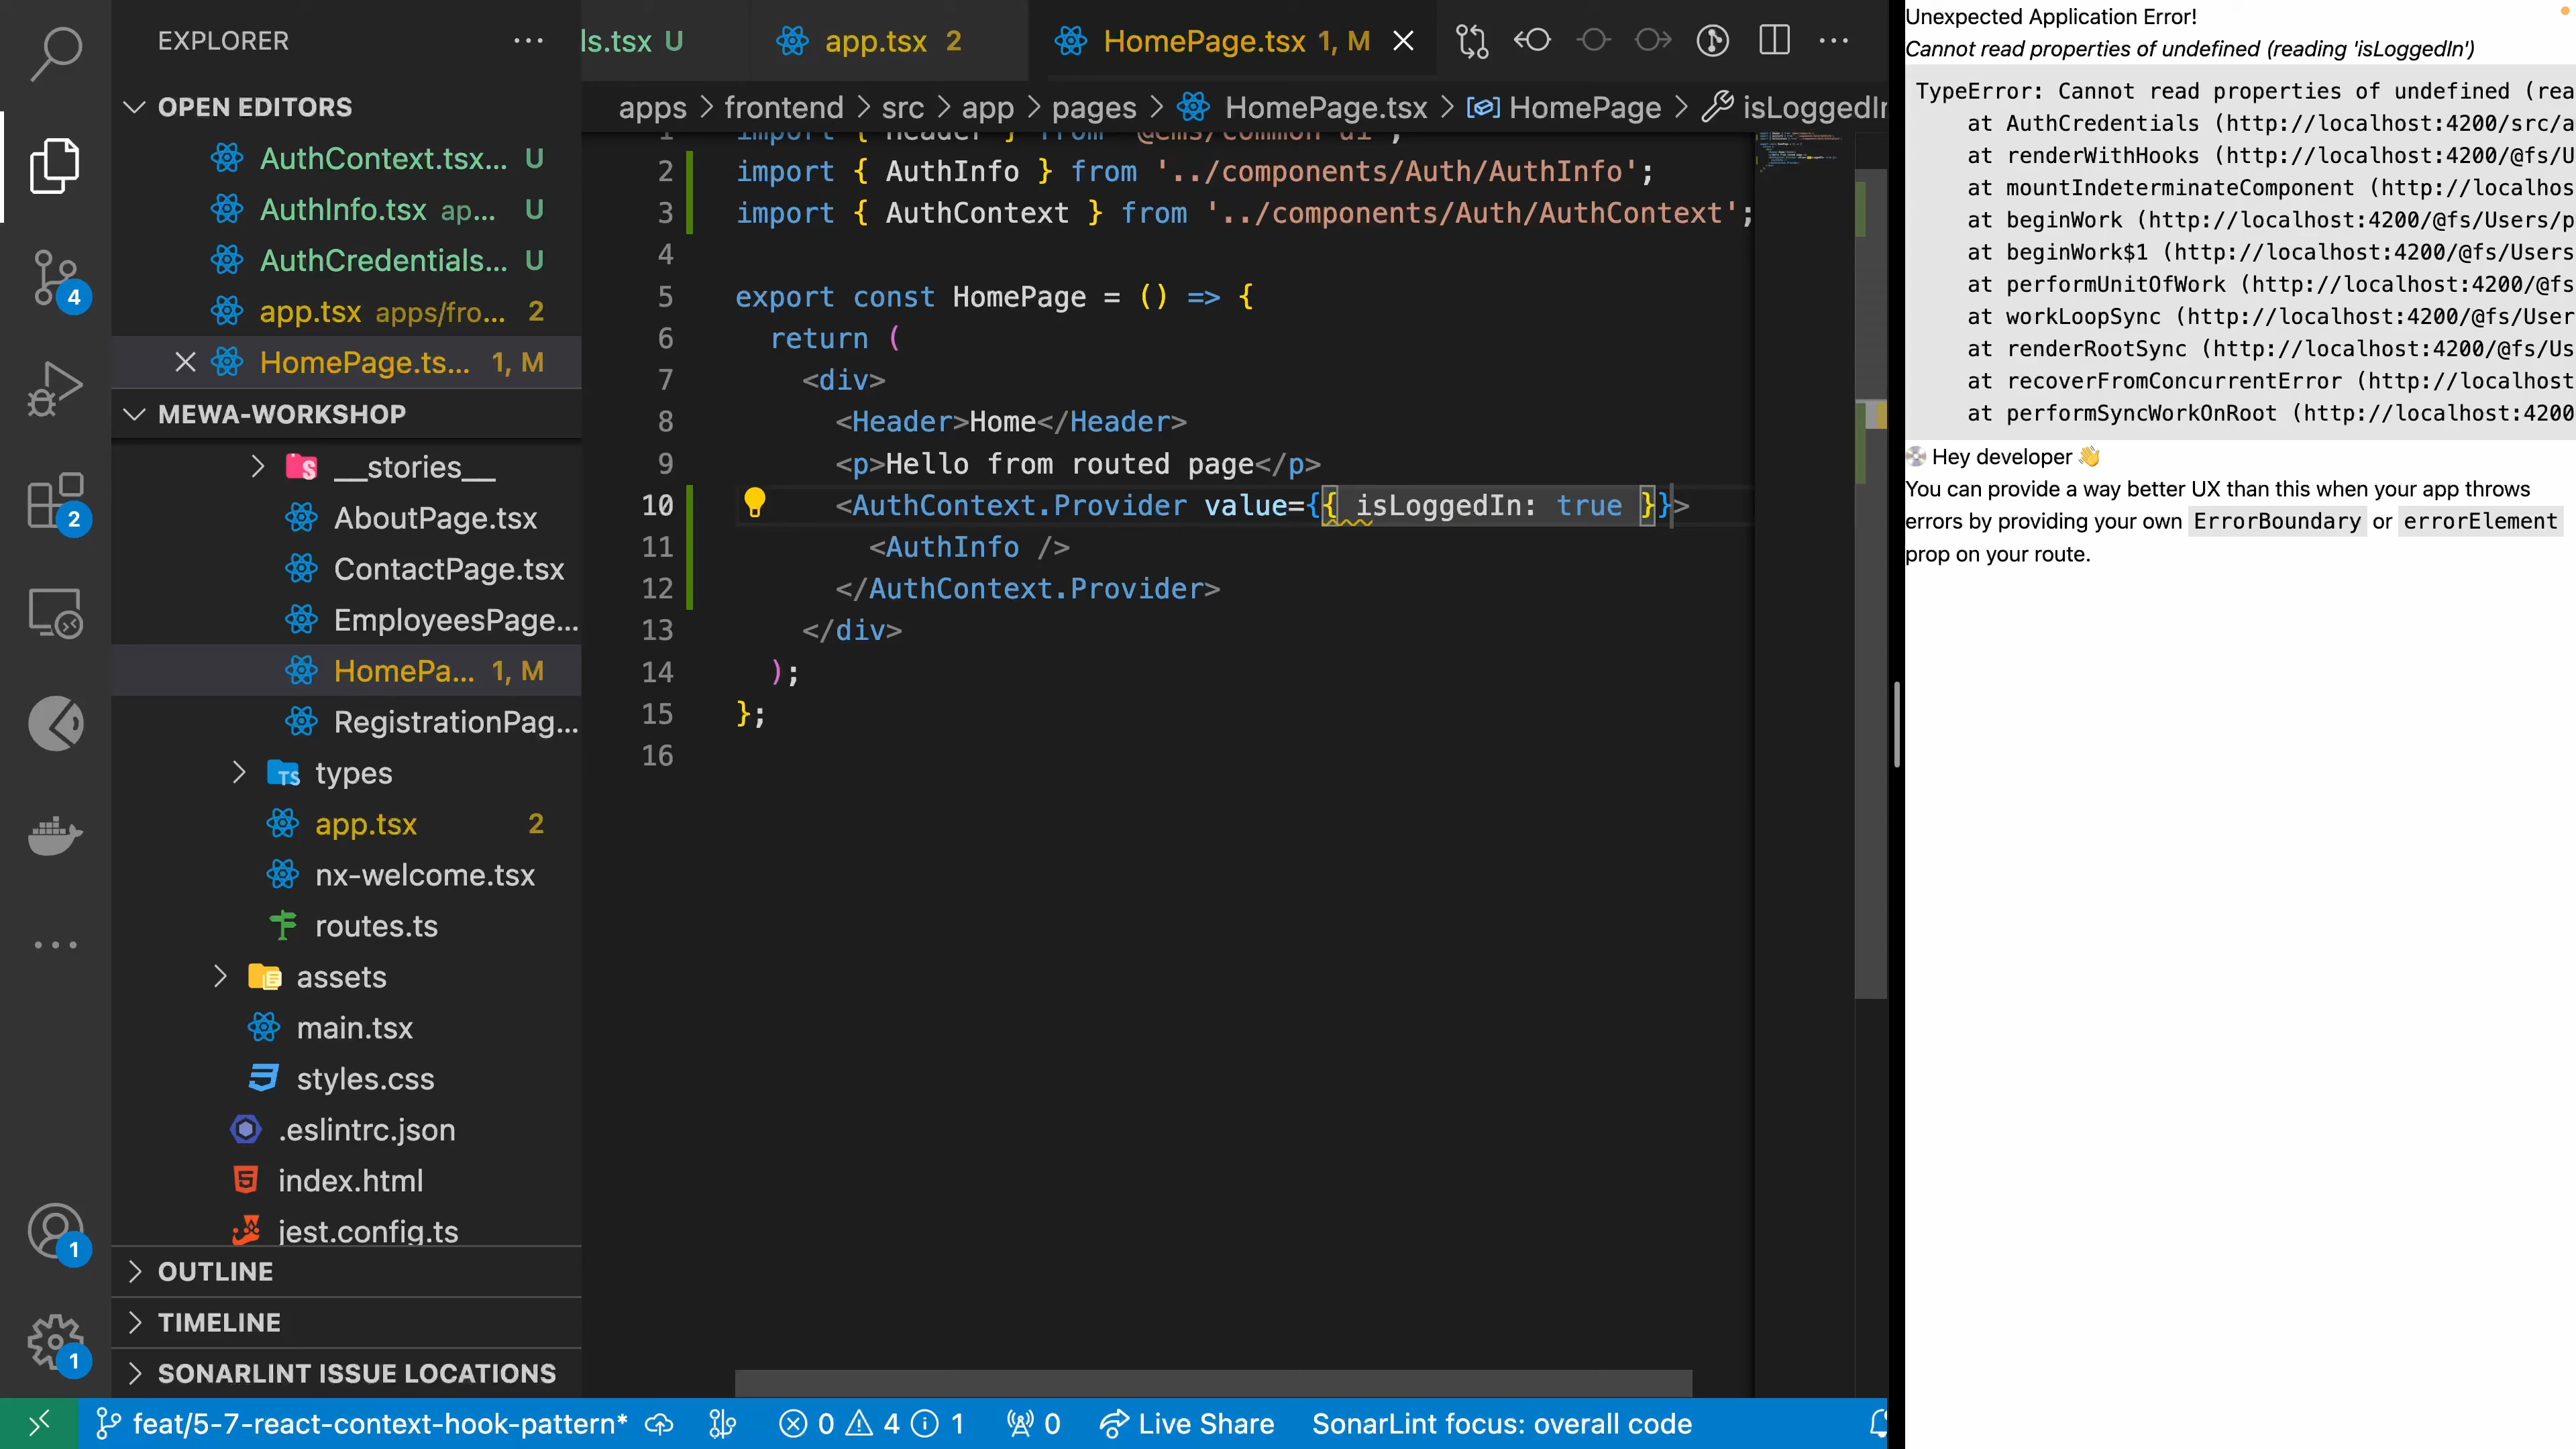 EXPLORER
OPEN EDITORS
AuthContext.tsx... U
AuthInfo.tsx ap... U
AuthCredentials... U
app.tsx apps/fro... 2
HomePage.ts... 1, M
MEWA-WORKSHOP
__stories__
AboutPage.tsx
ContactPage.tsx
EmployeesPage...
HomePa... 1, M
RegistrationPag...
types
app.tsx 2
nx-welcome.tsx
routes.ts
assets
main.tsx
styles.css
.eslintrc.json
index.html
jest.config.ts
OUTLINE
TIMELINE
SONARLINT ISSUE LOCATIONS
4
2
1
1
ls.tsx U
app.tsx 2
HomePage.tsx 1, M
apps > frontend > src > app > pages > HomePage.tsx > HomePage > isLoggedIn
2 import { AuthInfo } from '../components/Auth/AuthInfo';
3 import { AuthContext } from '../components/Auth/AuthContext';
4
5 export const HomePage = () => {
6 return (
7 <div>
8 <Header>Home</Header>
9 <p>Hello from routed page</p>
10 <AuthContext.Provider value={{ isLoggedIn: true }}>
11 <AuthInfo />
12 </AuthContext.Provider>
13 </div>
14 );
15 };
16
feat/5-7-react-context-hook-pattern* 0 4 1 0 Live Share SonarLint focus: overall code
Unexpected Application Error!
Cannot read properties of undefined (reading 'isLoggedIn')
TypeError: Cannot read properties of undefined (rea
at AuthCredentials (http://localhost:4200/src/a
at renderWithHooks (http://localhost:4200/@fs/U
at mountIndeterminateComponent (http://localhos
at beginWork (http://localhost:4200/@fs/Users/p
at beginWork$1 (http://localhost:4200/@fs/Users
at performUnitOfWork (http://localhost:4200/@fs
at workLoopSync (http://localhost:4200/@fs/User
at renderRootSync (http://localhost:4200/@fs/Us
at recoverFromConcurrentError (http://localhost
at performSyncWorkOnRoot (http://localhost:4200
💿 Hey developer 👋
You can provide a way better UX than this when your app throws
errors by providing your own ErrorBoundary or errorElement
prop on your route.